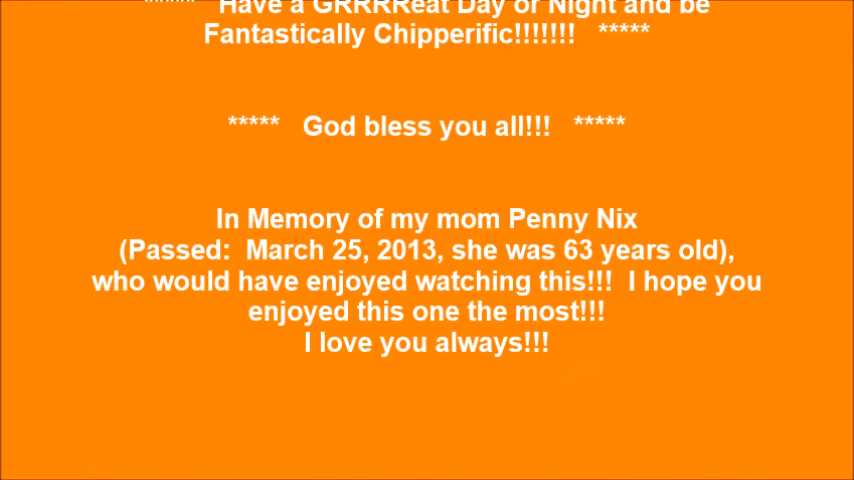 ***** Have a GRRRReat Day or Night and be
Fantastically Chipperific!!!!!!! *****
***** God bless you all!!! *****
In Memory of my mom Penny Nix
(Passed: March 25, 2013, she was 63 years old),
who would have enjoyed watching this!!! I hope you
enjoyed this one the most!!!
I love you always!!!